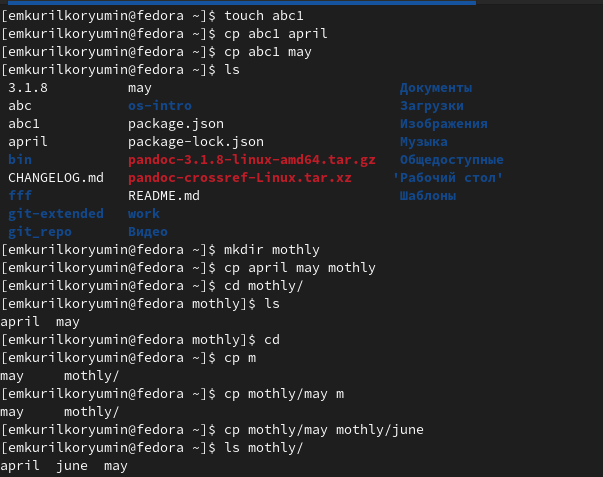 [emkurilkoryumin@fedora ~]$ touch abc1
[emkurilkoryumin@fedora ~]$ cp abc1 april
[emkurilkoryumin@fedora ~]$ cp abc1 may
[emkurilkoryumin@fedora ~]$ ls
3.1.8 may Документы
abc os-intro Загрузки
abc1 package.json Изображения
april package-lock.json Музыка
bin pandoc-3.1.8-linux-amd64.tar.gz Общедоступные
CHANGELOG.md pandoc-crossref-Linux.tar.xz 'Рабочий стол'
fff README.md Шаблоны
git-extended work
git_repo Видео
[emkurilkoryumin@fedora ~]$ mkdir mothly
[emkurilkoryumin@fedora ~]$ cp april may mothly
[emkurilkoryumin@fedora ~]$ cd mothly/
[emkurilkoryumin@fedora mothly]$ ls
april may
[emkurilkoryumin@fedora mothly]$ cd
[emkurilkoryumin@fedora ~]$ cp m
may mothly/
[emkurilkoryumin@fedora ~]$ cp mothly/may m
may mothly/
[emkurilkoryumin@fedora ~]$ cp mothly/may mothly/june
[emkurilkoryumin@fedora ~]$ ls mothly/
april june may